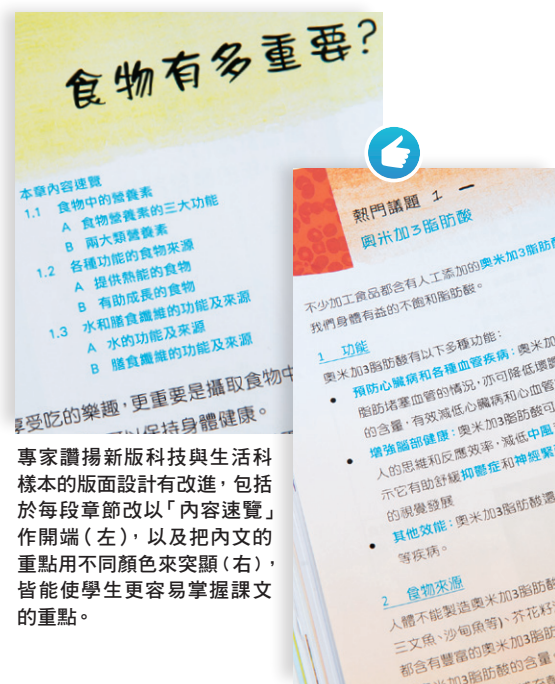 食物有多重要?
本章內容速覽
1.1 食物中的營養素
A 食物營養素的三大功能
B 兩大類營養素
1.2 各種功能的食物來源
A 提供熱能的食物
B 有助成長的食物
1.3 水和膳食纖維的功能及來源
A 水的功能及來源
B 膳食纖維的功能及來源
享受吃的樂趣,更重要是攝取食物中
保持身體健康。
專家讚揚新版科技與生活科
樣本的版面設計有改進,包括
於每段章節改以「內容速覽」
作開端(左),以及把內文的
重點用不同顏色來突顯(右),
皆能使學生更容易掌握課文
的重點。
熱門議題 1
奧米加3脂肪酸
不少加工食品都含有人工添加的奧米加3脂肪酸
我們身體有益的不飽和脂肪酸。
1 功能
奧米加3脂肪酸有以下多種功能:
• 預防心臟病和各種血管疾病:奧米加
脂肪堵塞血管的情況,亦可降低壞膽
的含量,有效減低心臟病和心血管
• 增強腦部健康:奧米加3脂肪酸可
人的思維和反應效率,減低中風
示它有助舒緩抑鬱症和神經緊
的視覺發展
• 其他效能:奧米加3脂肪酸還
等疾病。
2 食物來源
人體不能製造奧米加3脂肪酸
三文魚、沙甸魚等)、芥花籽
都含有豐富的奧米加3脂肪
加3脂肪酸的含量